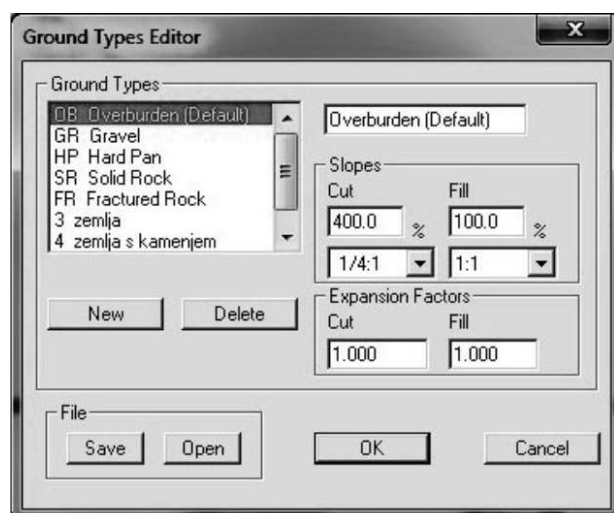 Ground Types Editor
Ground Types
OB Overburden (Default)
GR Gravel
HP Hard Pan
SR Solid Rock
FR Fractured Rock
3 zemlja
4 zemlja s kamenjem
New Delete
Overburden (Default)
Slopes
Cut Fill
400.0 % 100.0 %
1/4:1 1:1
Expansion Factors
Cut Fill
1.000 1.000
File
Save Open
OK Cancel